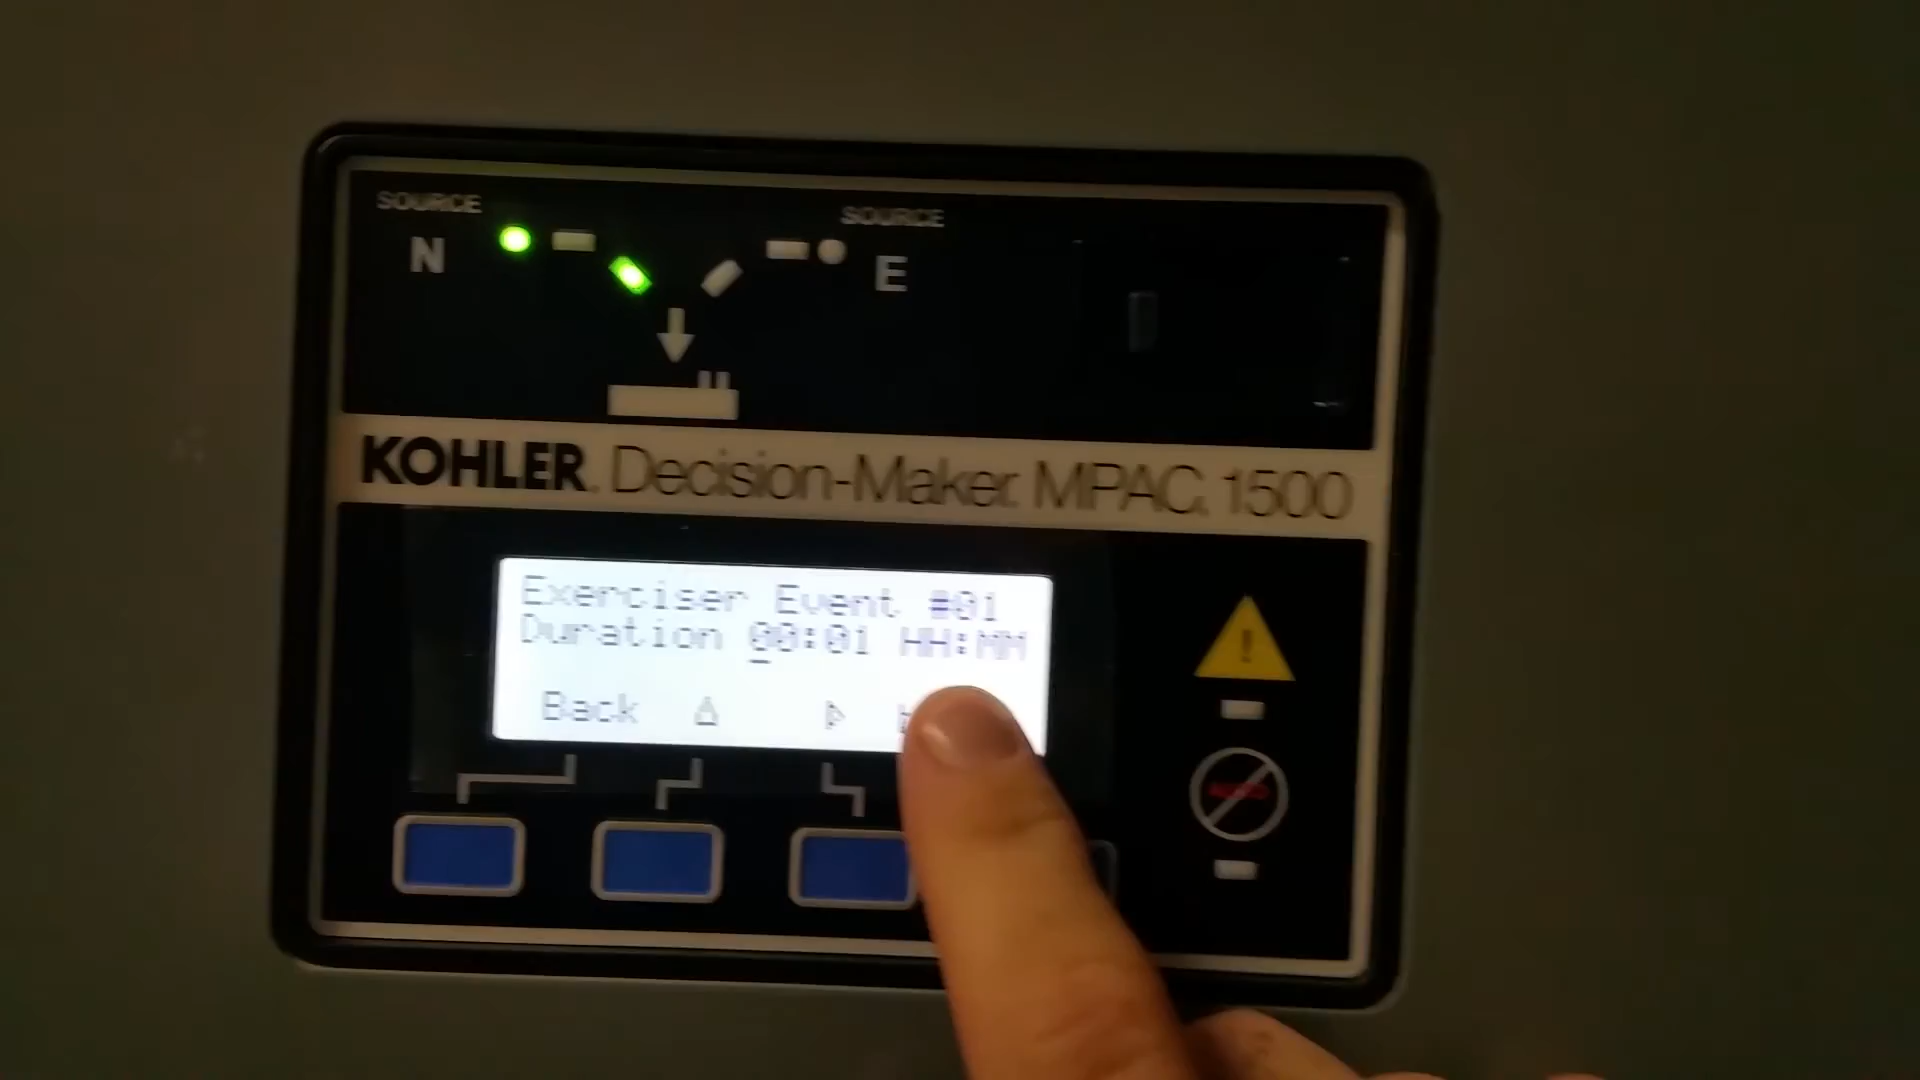 SOURCE
N
SOURCE
E
KOHLER. Decision-Maker. MPAC. 1500
Exerciser Event #01
Duration 00:01 HH:MM
Back △ ▷
!